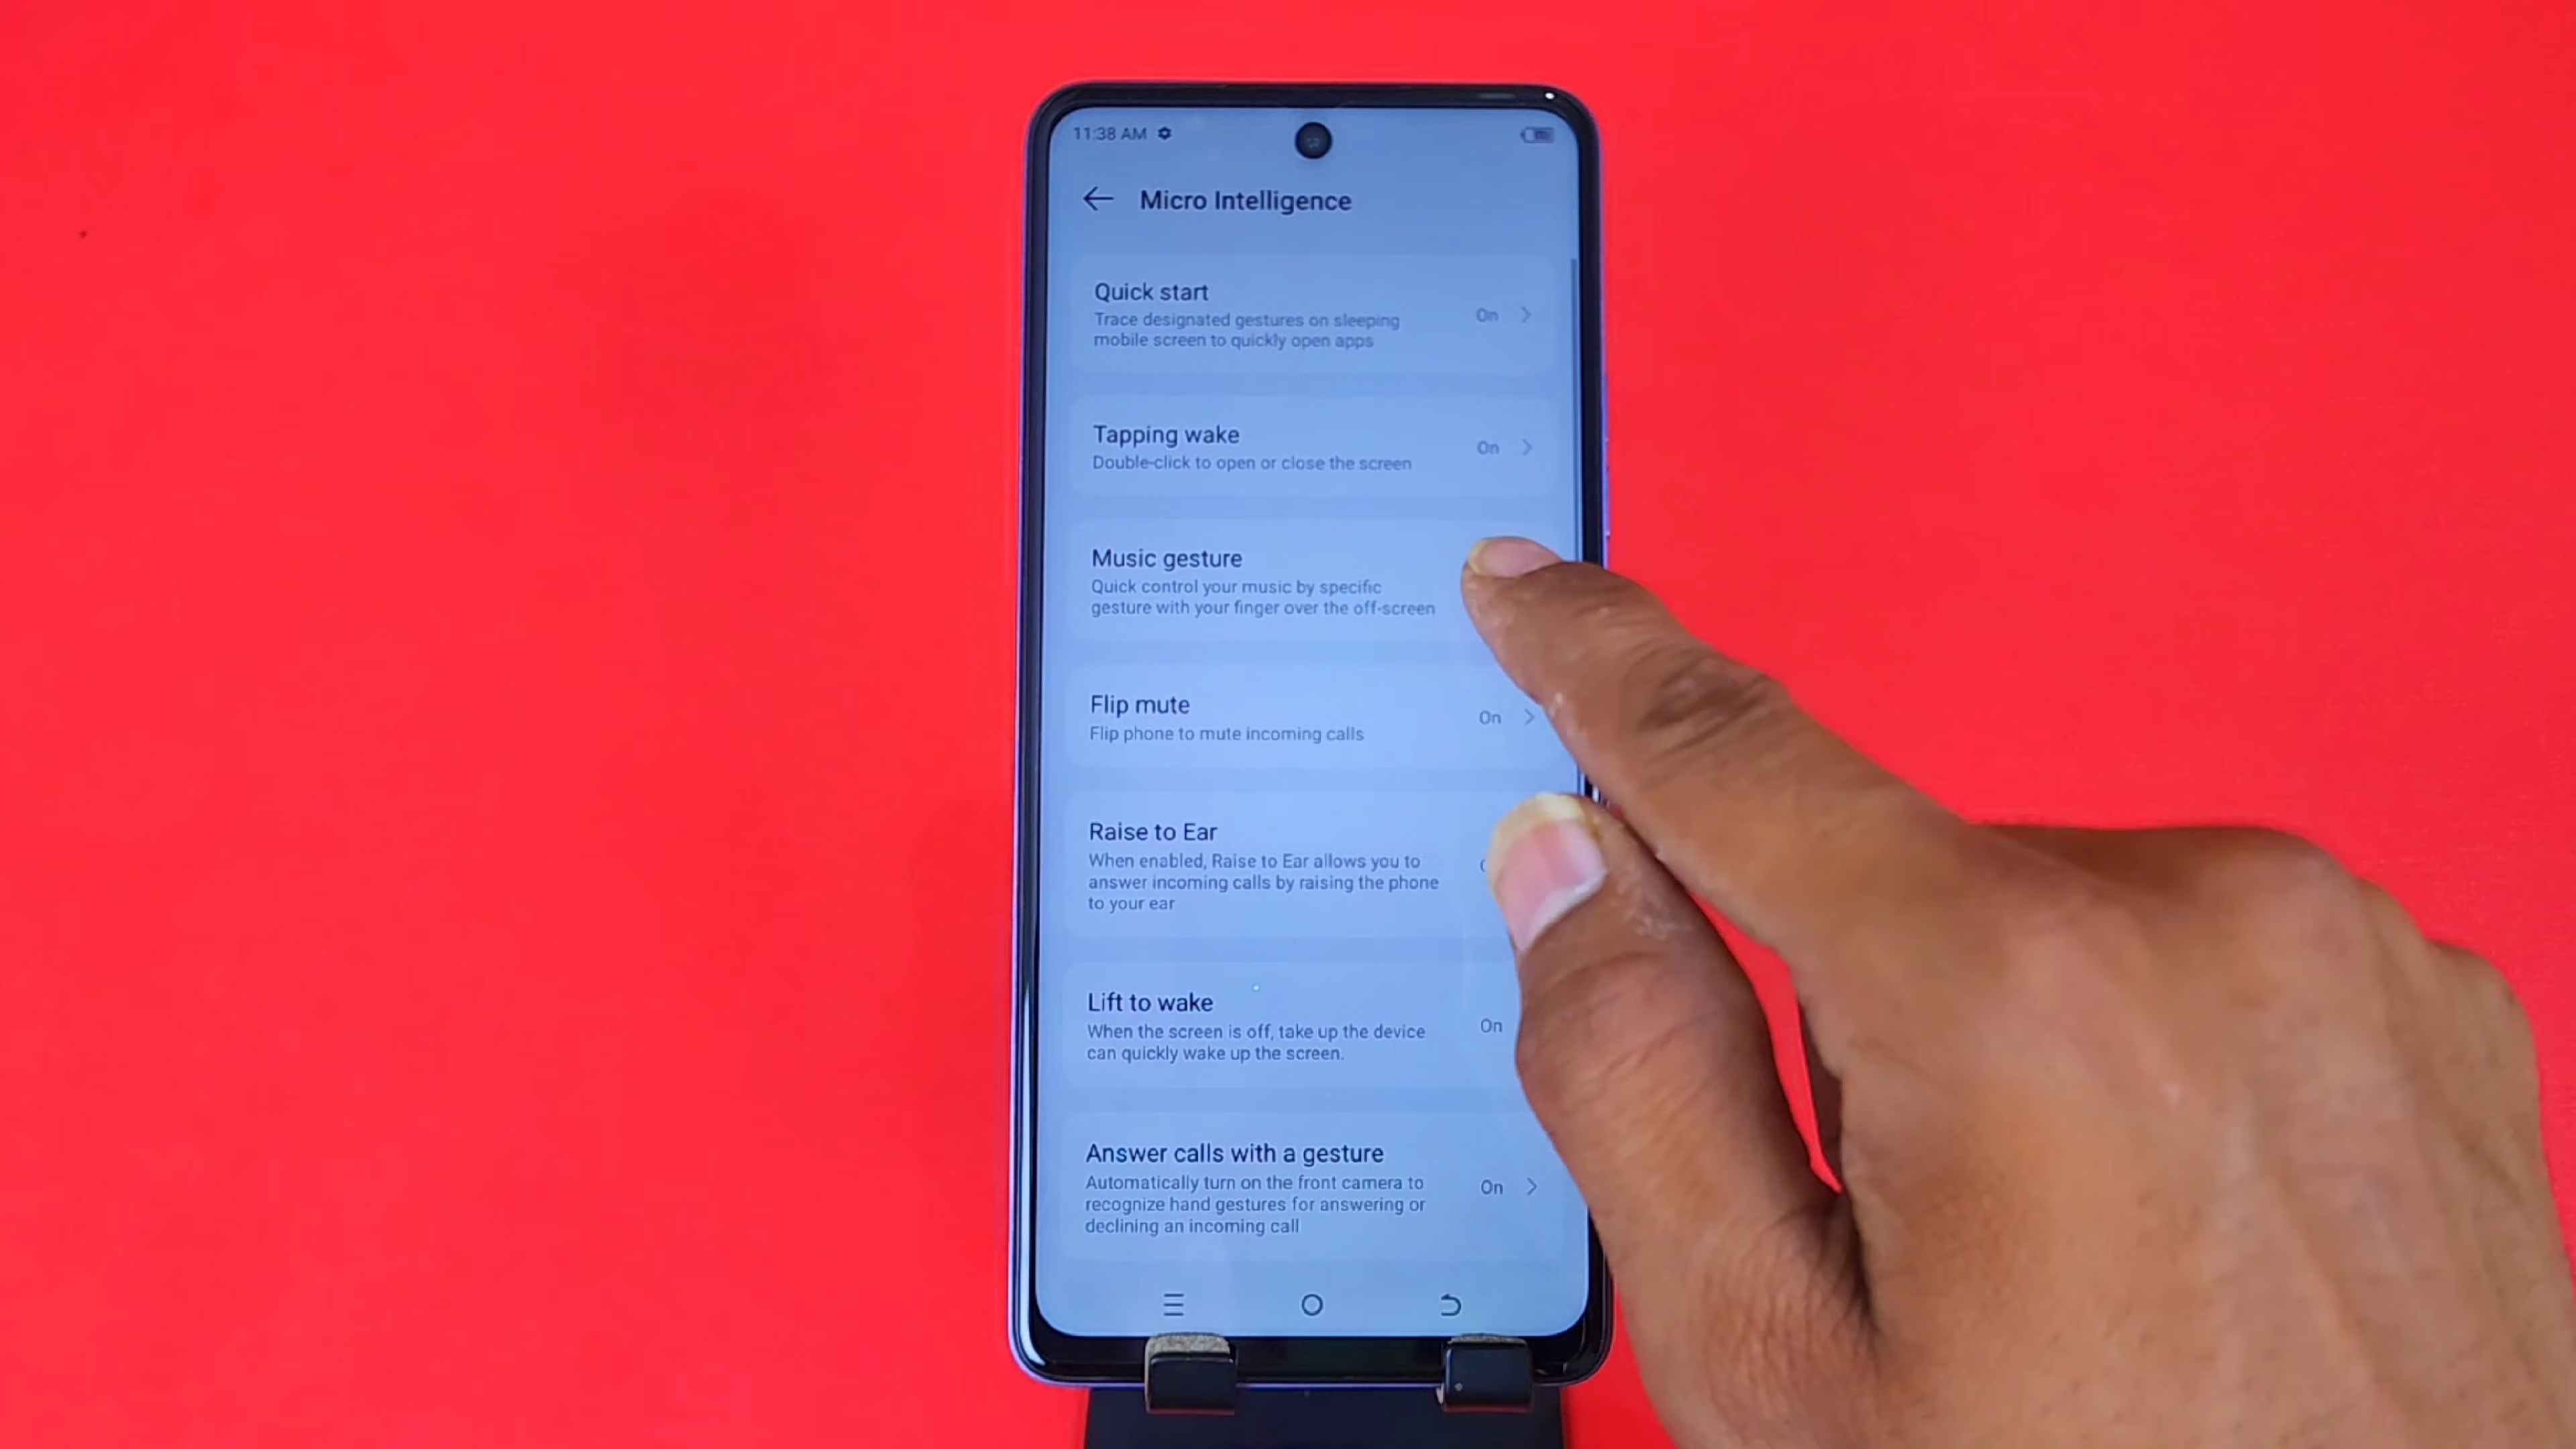 11:38 AM
Micro Intelligence
Quick start
Trace designated gestures on sleeping
mobile screen to quickly open apps
On
Tapping wake
Double-click to open or close the screen
On
Music gesture
Quick control your music by specific
gesture with your finger over the off-screen
Flip mute
Flip phone to mute incoming calls
On
Raise to Ear
When enabled, Raise to Ear allows you to
answer incoming calls by raising the phone
to your ear
Lift to wake
When the screen is off, take up the device
can quickly wake up the screen.
On
Answer calls with a gesture
Automatically turn on the front camera to
recognize hand gestures for answering or
declining an incoming call
On